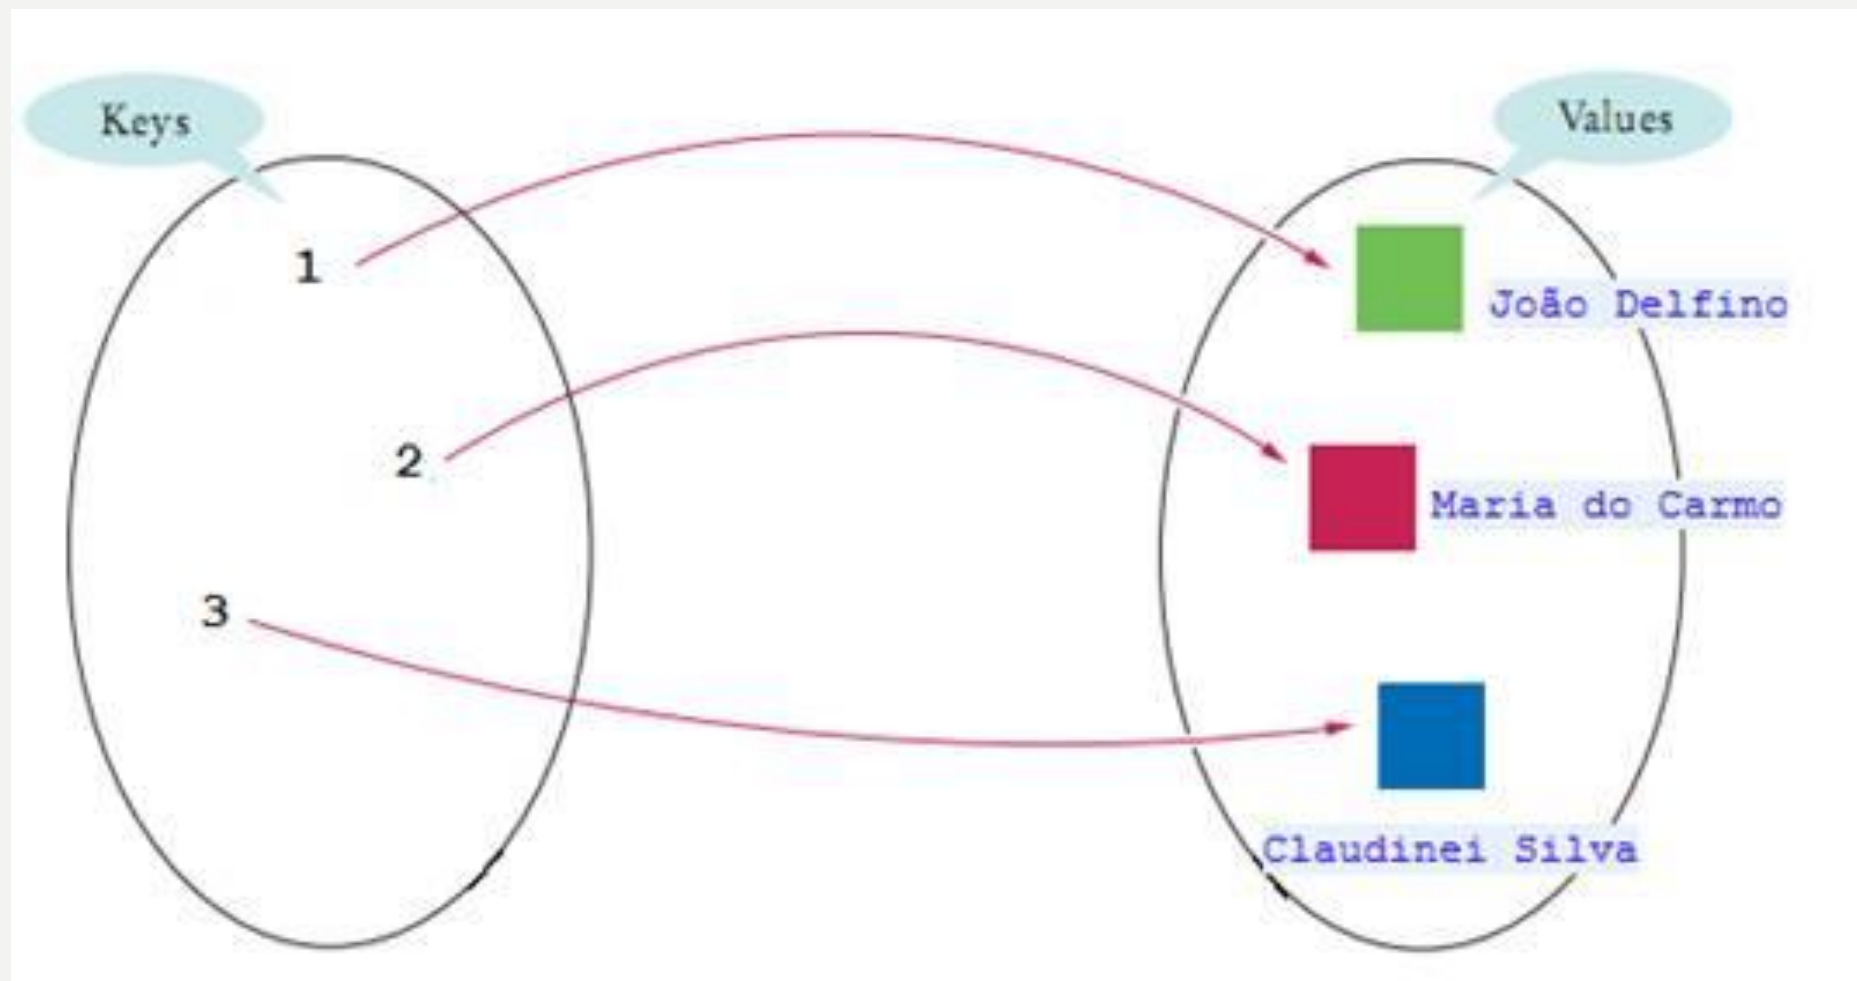 Keys
Values
1
João Delfino
2
Maria do Carmo
3
Claudinei Silva